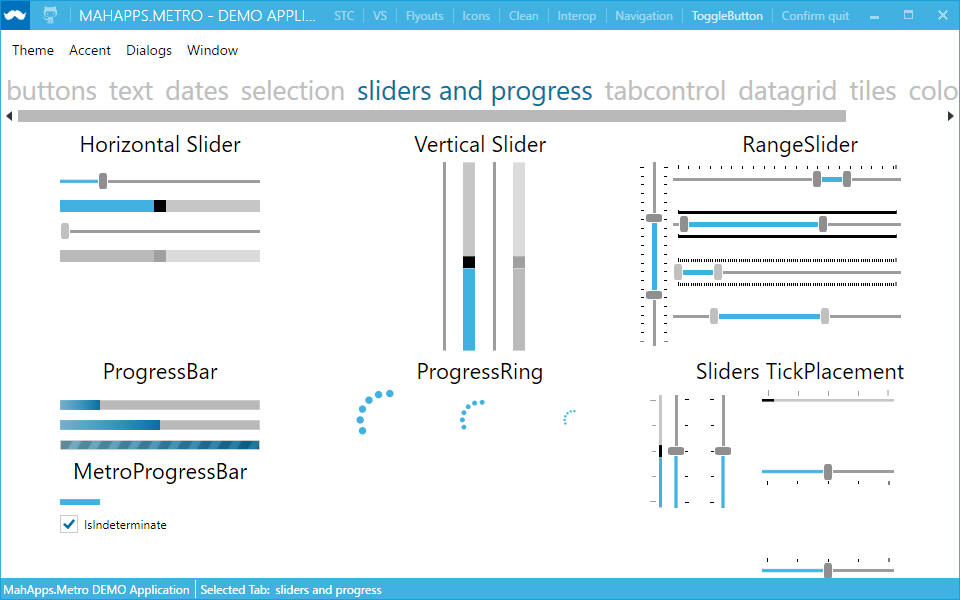 MAHAPPS.METRO - DEMO APPLI... STC VS Flyouts Icons Clean Interop Navigation ToggleButton Confirm quit
Theme Accent Dialogs Window
buttons text dates selection sliders and progress tabcontrol datagrid tiles colo
Horizontal Slider Vertical Slider RangeSlider
ProgressBar ProgressRing Sliders TickPlacement
MetroProgressBar
IsIndeterminate
MahApps.Metro DEMO Application Selected Tab: sliders and progress